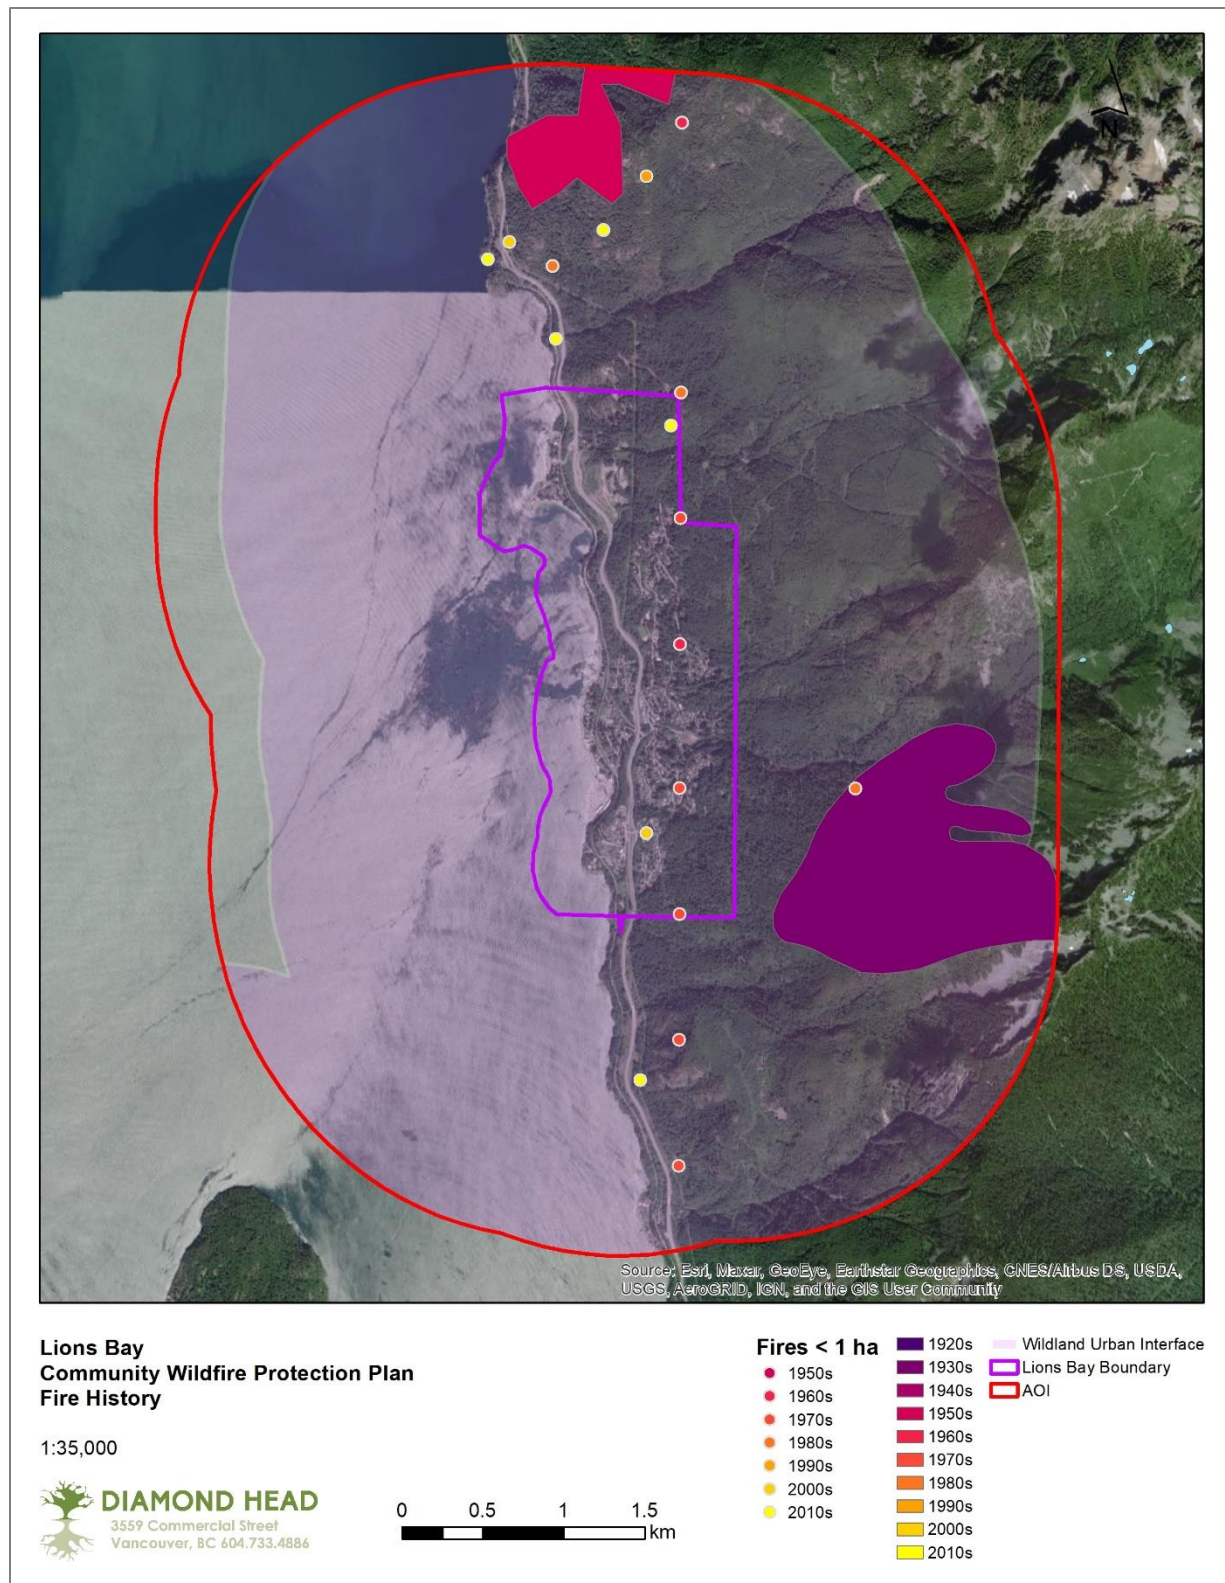 N
Source: Esri, Maxar, GeoEye, Earthstar Geographics, CNES/Airbus DS, USDA,
USGS, AeroGRID, IGN, and the GIS User Community
Lions Bay
Community Wildfire Protection Plan
Fire History
1:35,000
DIAMOND HEAD
3559 Commercial Street
Vancouver, BC 604.733.4886
0 0.5 1 1.5
km
Fires < 1 ha
1950s
1960s
1970s
1980s
1990s
2000s
2010s
1920s
1930s
1940s
1950s
1960s
1970s
1980s
1990s
2000s
2010s
Wildland Urban Interface
Lions Bay Boundary
AOI